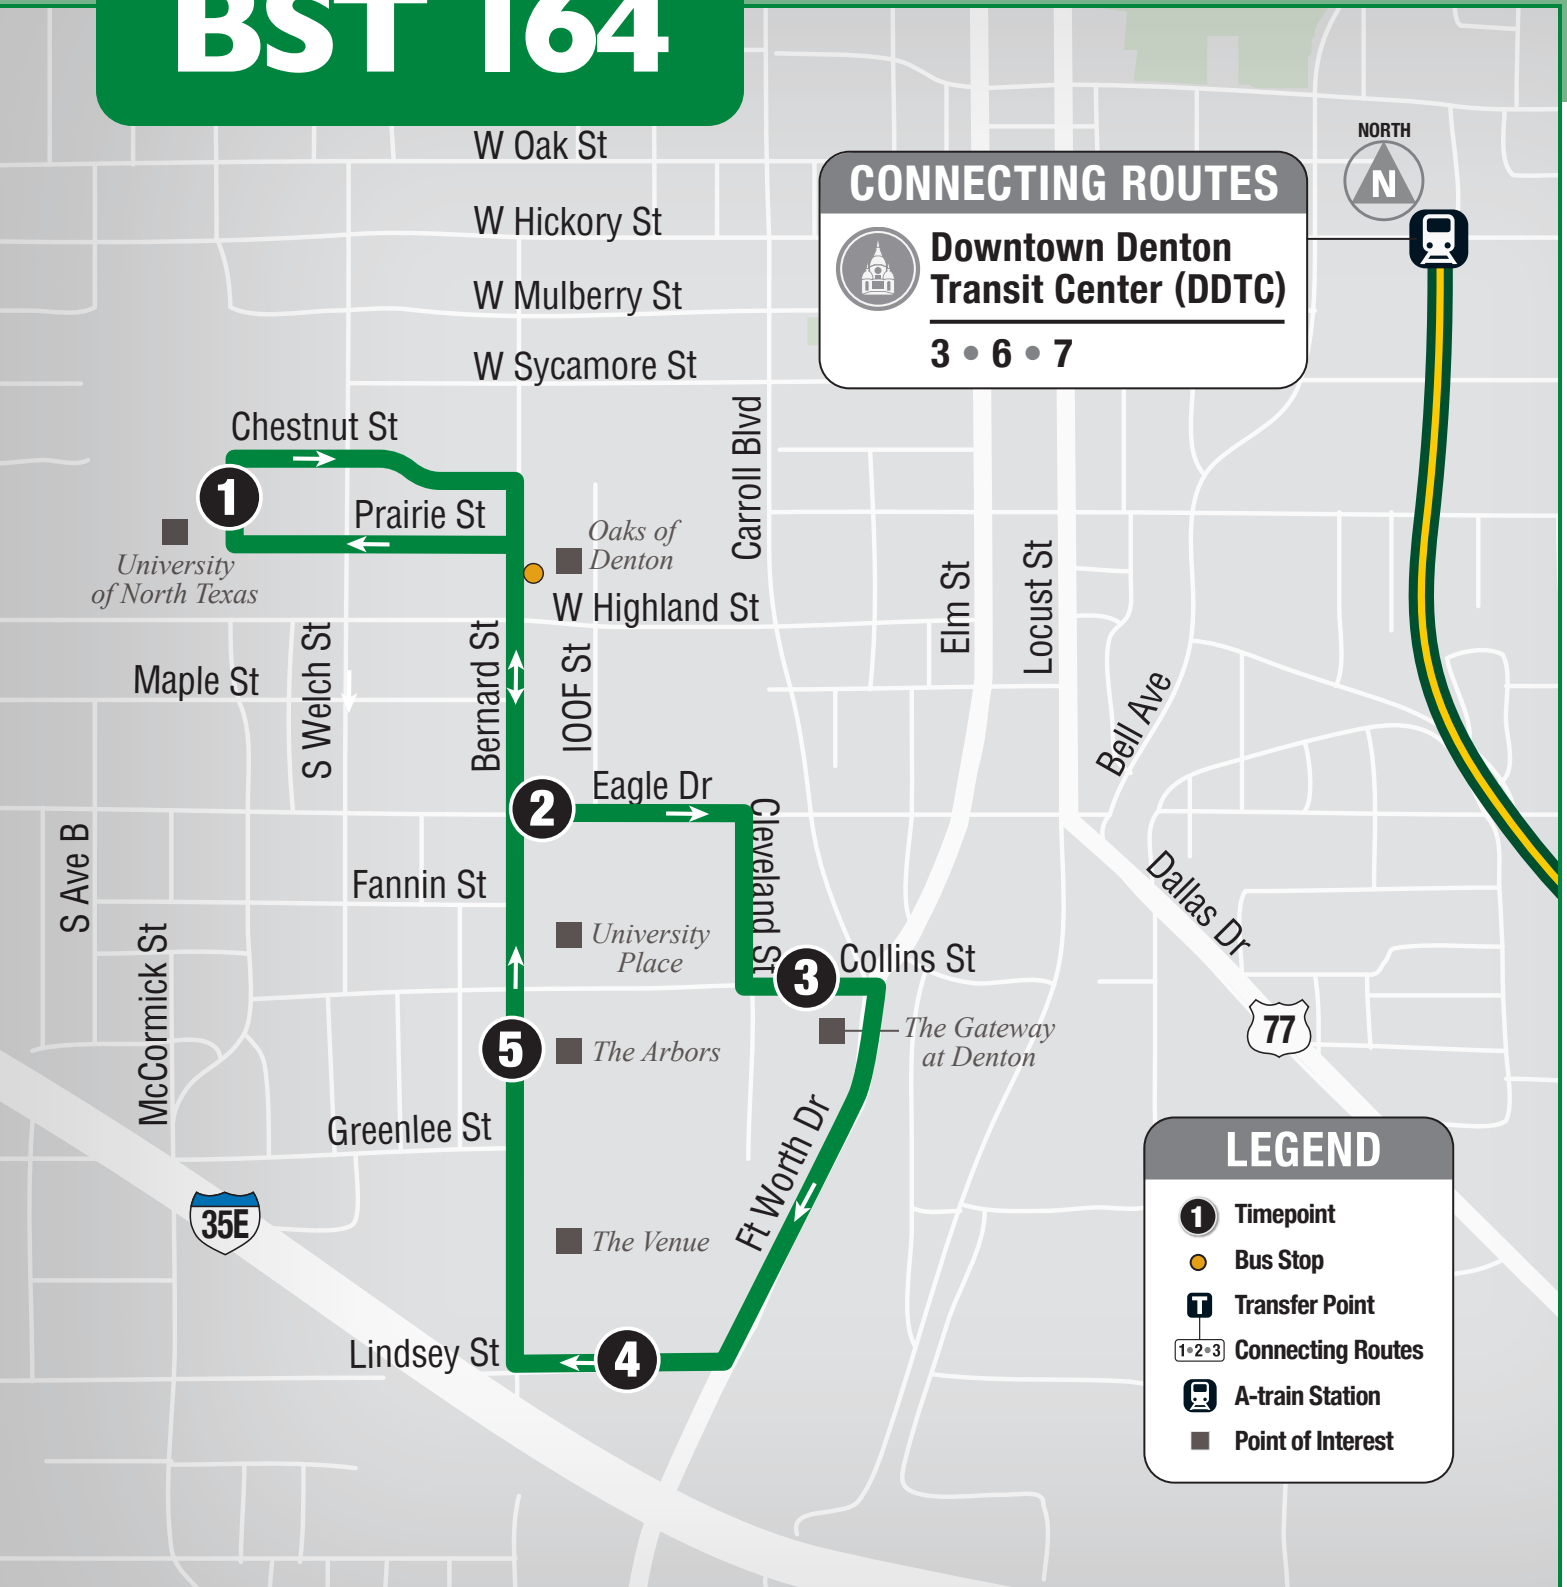 BST 164
W Oak St
NORTH
N
CONNECTING ROUTES
Downtown Denton
Transit Center (DDTC)
3 • 6 • 7
W Hickory St
W Mulberry St
W Sycamore St
Chestnut St
Carroll Blvd
1
Prairie St
Oaks of
Denton
University
of North Texas
W Highland St
Elm St
Locust St
Maple St
S Welch St
Bernard St
IOOF St
Bell Ave
2
Eagle Dr
Cleveland St
S Ave B
Fannin St
Dallas Dr
McCormick St
University
Place
3
Collins St
77
5
The Arbors
The Gateway
at Denton
Greenlee St
Ft Worth Dr
35E
The Venue
Lindsey St
4
LEGEND
1 Timepoint
Bus Stop
T Transfer Point
1•2•3 Connecting Routes
A-train Station
Point of Interest